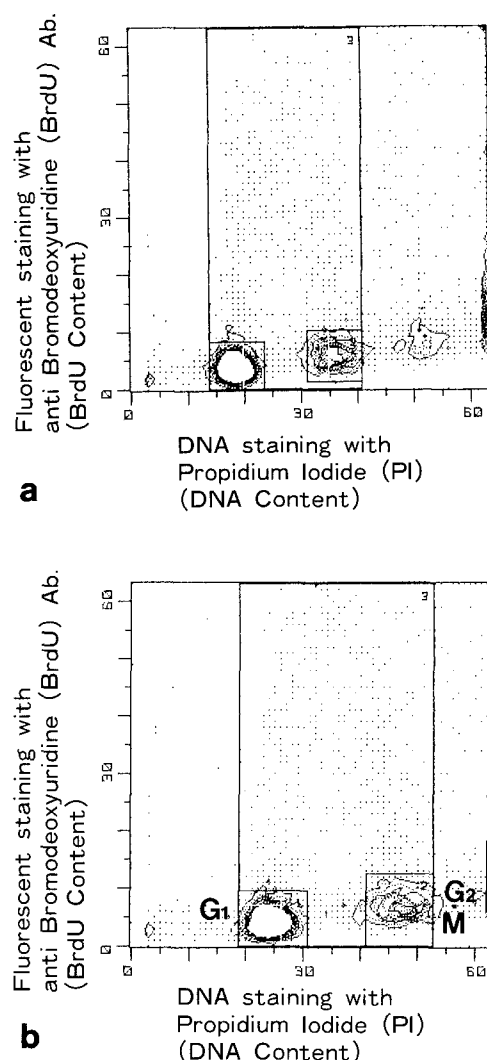 Fluorescent staining with
anti Bromodeoxyuridine (BrdU) Ab.
(BrdU Content)
60
30
0
3
0
30
60
DNA staining with
Propidium Iodide (PI)
(DNA Content)
a
Fluorescent staining with
anti Bromodeoxyuridine (BrdU) Ab.
(BrdU Content)
60
30
0
3
G1
G2
M
0
30
60
DNA staining with
Propidium Iodide (PI)
(DNA Content)
b